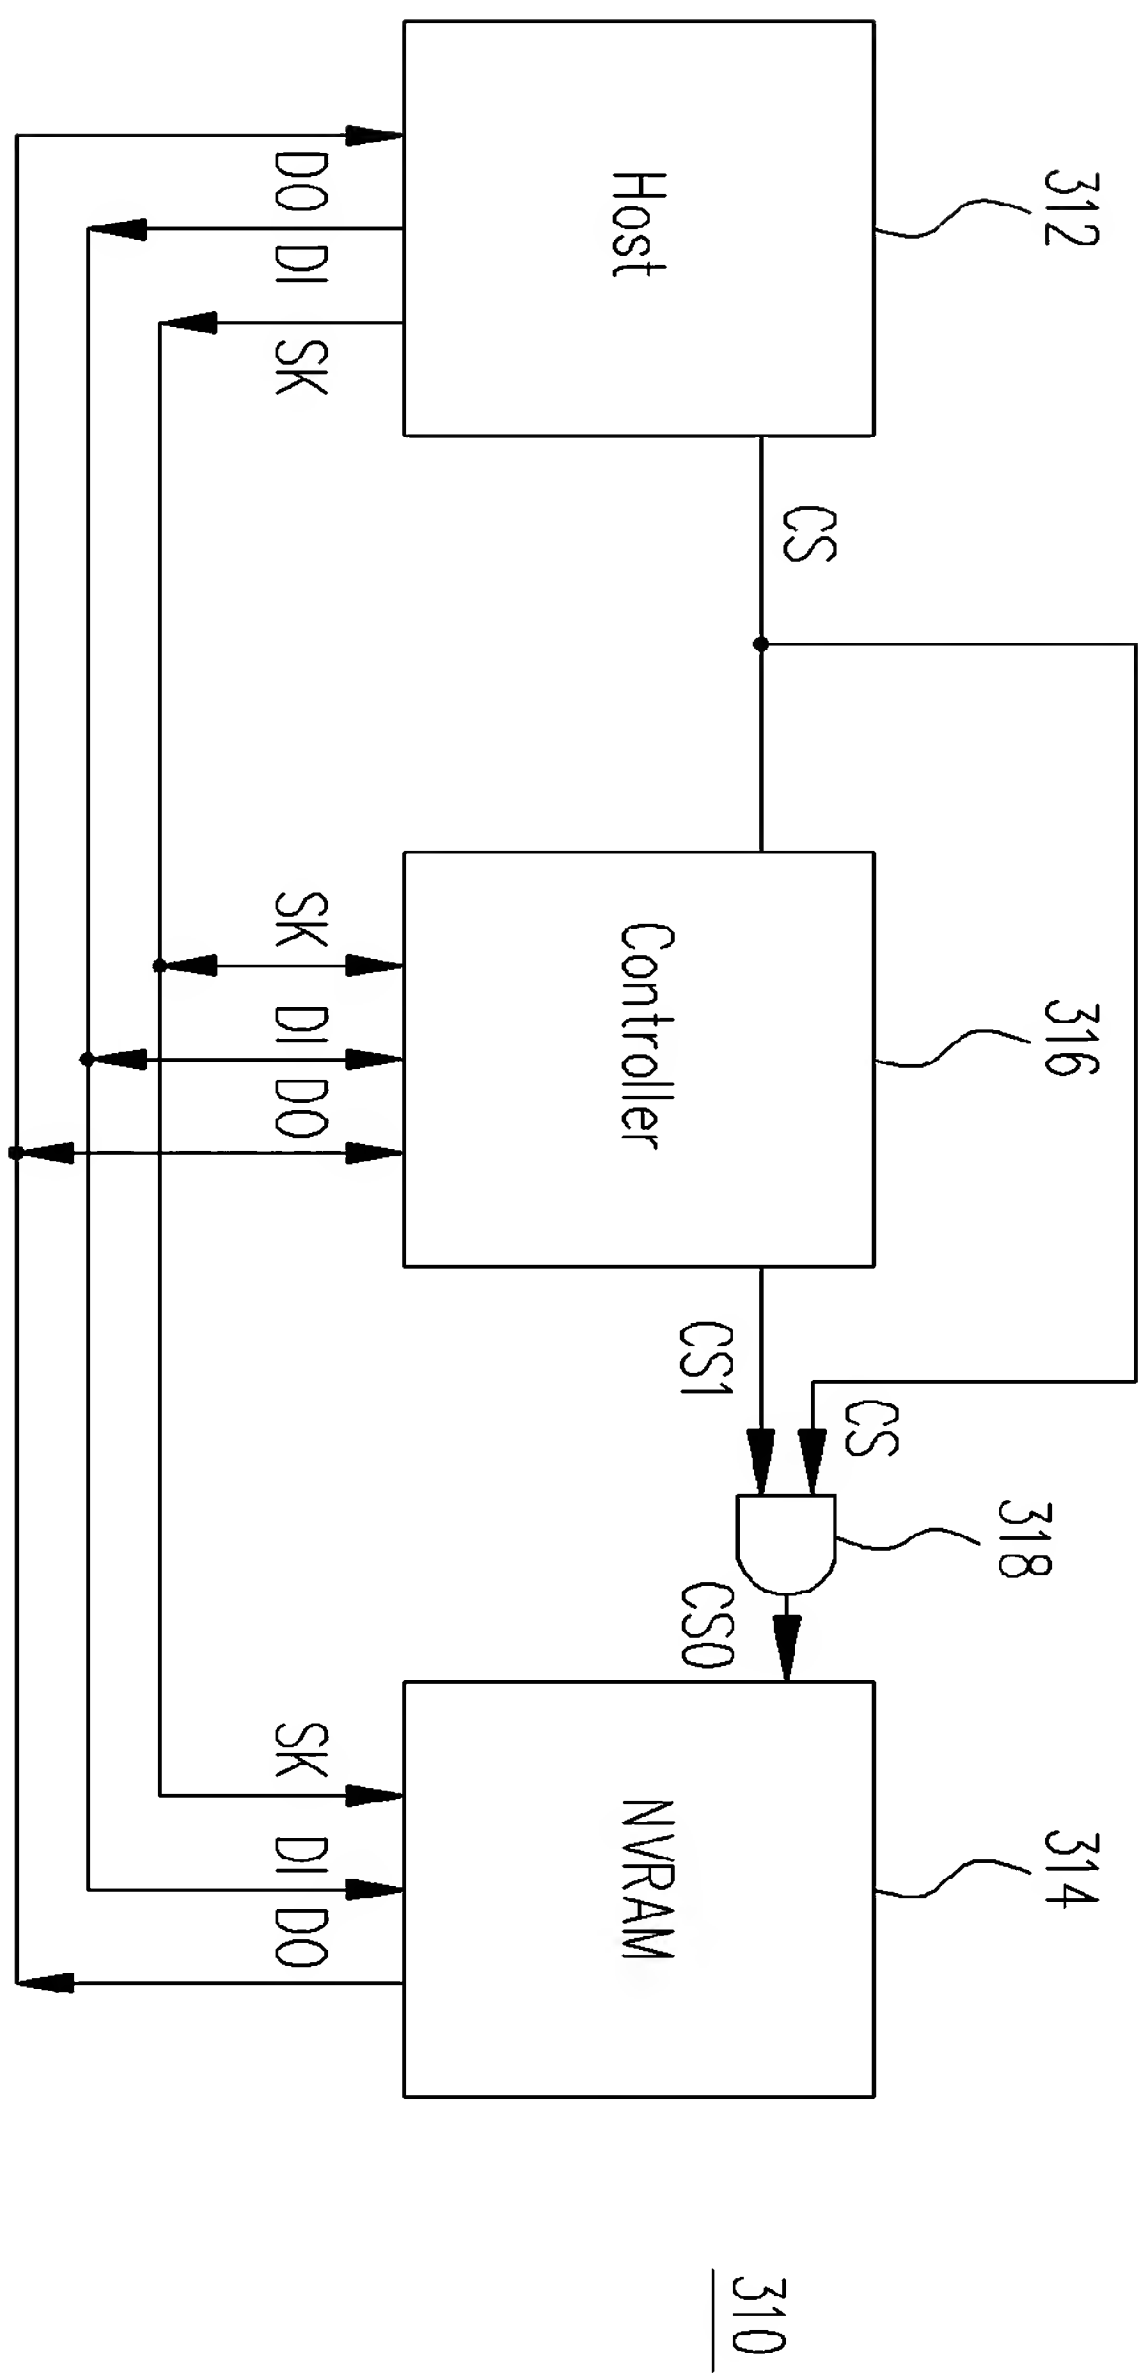 312
316
318
314
Host
CS
Controller
CS1
CS
CS0
NVRAM
DO
DI
SK
SK
DI
DO
SK
DI
DO
310